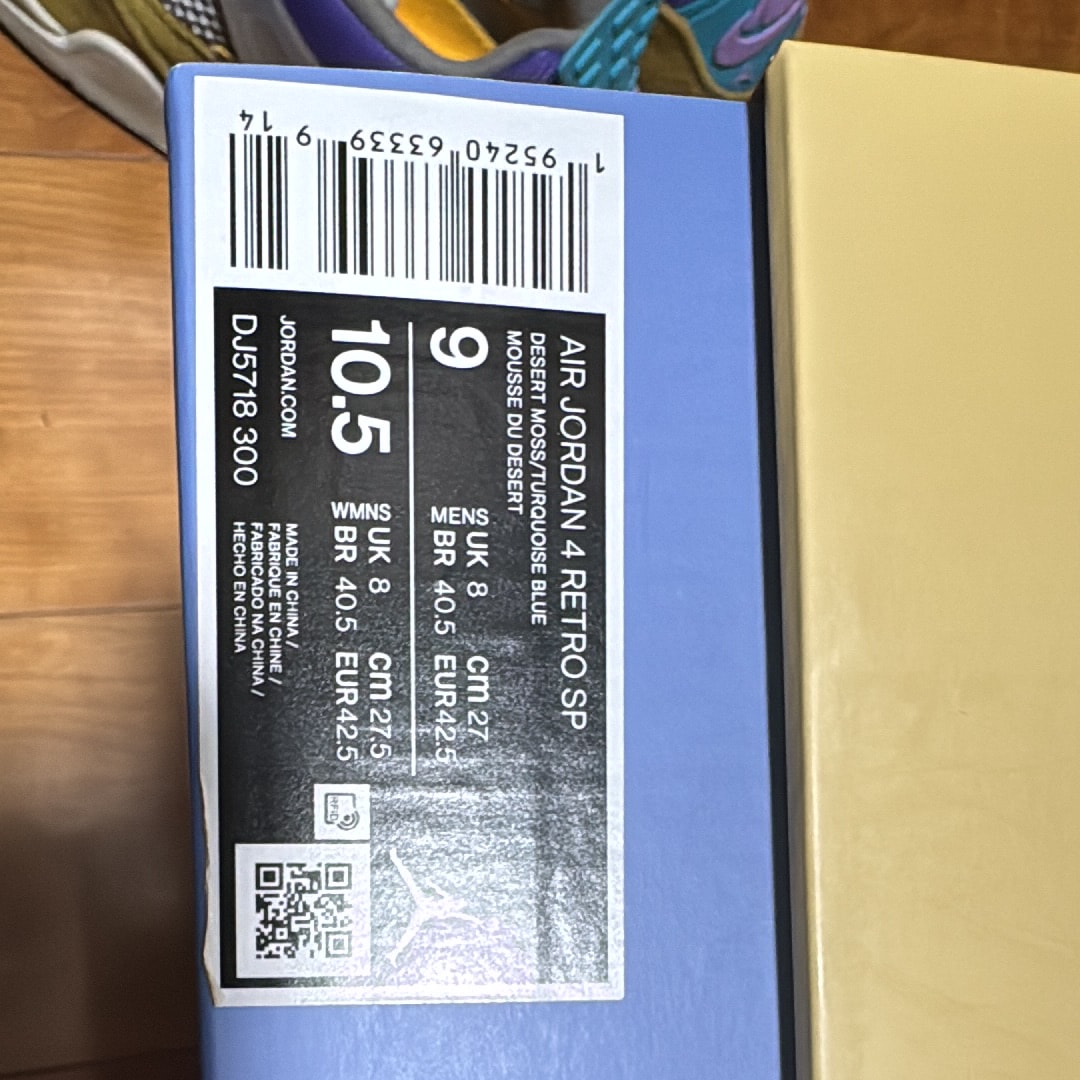 AIR JORDAN 4 RETRO SP
DESERT MOSS/TURQUOISE BLUE
MOUSSE DU DESERT
9 MENS UK 8 cm 27
BR 40.5 EUR 42.5
10.5 WMNS UK 8 cm 27.5
BR 40.5 EUR 42.5
JORDAN.COM
DJ5718 300
MADE IN CHINA /
FABRIQUE EN CHINE /
FABRICADO NA CHINA /
HECHO EN CHINA
RFID
1 95240 63339 9 14